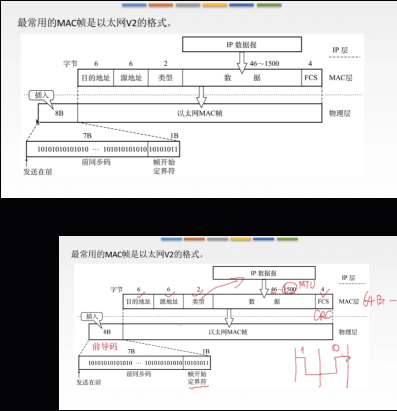 最常用的MAC帧是以太网V2的格式。
IP 数据报
IP 层
字节 6 6 2 46~1500 4
目的地址 源地址 类型 数 据 FCS MAC层
插入
8B 以太网MAC帧 物理层
7B 1B
10101010101010 ··· 10101010101010101011
前同步码 帧开始
定界符
发送在前
最常用的MAC帧是以太网V2的格式。
IP 数据报
IP 层
MTU
字节 6 6 2 46~1500 4
目的地址 源地址 类型 数 据 FCS MAC层 64B-
CRC
插入
8B 以太网MAC帧 物理层
前导码
7B 1B
10101010101010 ··· 10101010101010101011
前同步码 帧开始
定界符
发送在前
1 0